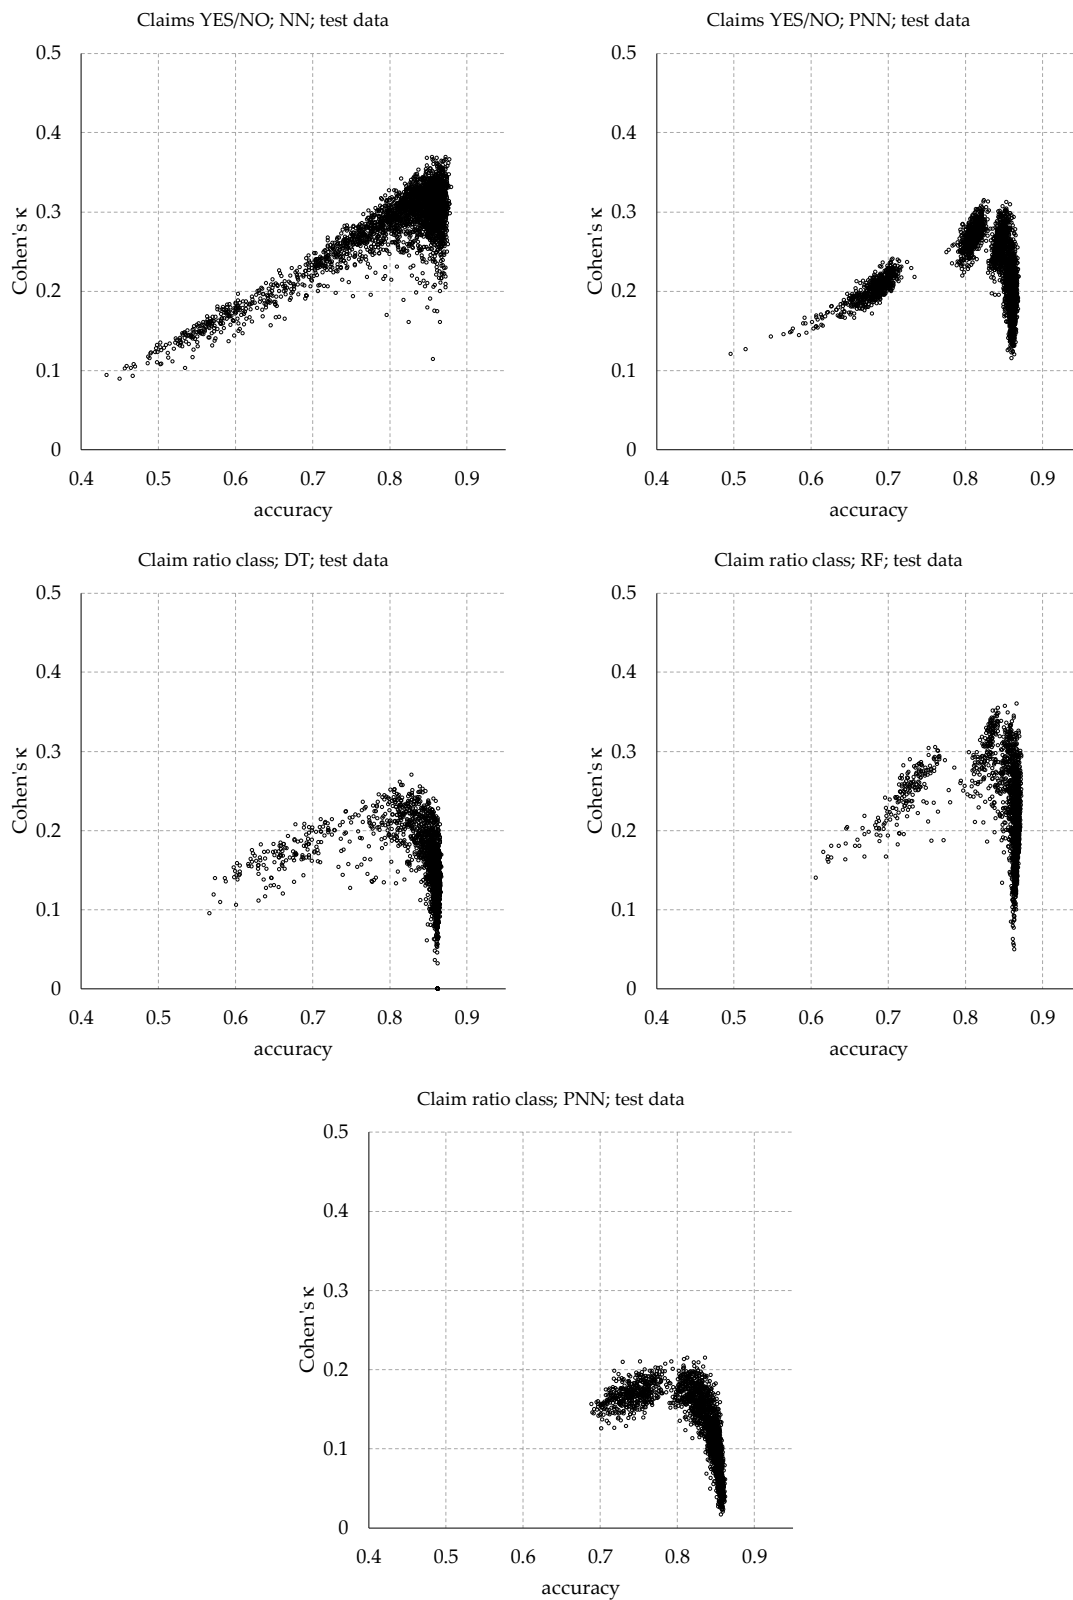 Claims YES/NO; NN; test data
0.5
0.4
0.3
0.2
0.1
0
Cohen's κ
0.4 0.5 0.6 0.7 0.8 0.9
accuracy
Claims YES/NO; PNN; test data
0.5
0.4
0.3
0.2
0.1
0
Cohen's κ
0.4 0.5 0.6 0.7 0.8 0.9
accuracy
Claim ratio class; DT; test data
0.5
0.4
0.3
0.2
0.1
0
Cohen's κ
0.4 0.5 0.6 0.7 0.8 0.9
accuracy
Claim ratio class; RF; test data
0.5
0.4
0.3
0.2
0.1
0
Cohen's κ
0.4 0.5 0.6 0.7 0.8 0.9
accuracy
Claim ratio class; PNN; test data
0.5
0.4
0.3
0.2
0.1
0
Cohen's κ
0.4 0.5 0.6 0.7 0.8 0.9
accuracy